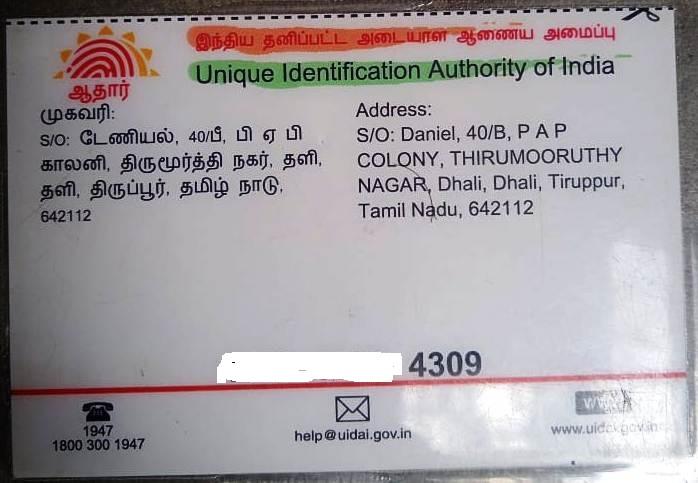 இந்திய தனிப்பட்ட அடையாள ஆணைய அமைப்பு
Unique Identification Authority of India
ஆதார்
முகவரி:
S/O: டேணியல், 40/பீ, பி ஏ பி
காலனி, திருமூர்த்தி நகர், தளி,
தளி, திருப்பூர், தமிழ் நாடு,
642112
Address:
S/O: Daniel, 40/B, P A P
COLONY, THIRUMOORUTHY
NAGAR, Dhali, Dhali, Tiruppur,
Tamil Nadu, 642112
4309
1947
1800 300 1947
help@uidai.gov.in
www.uidai.gov.in